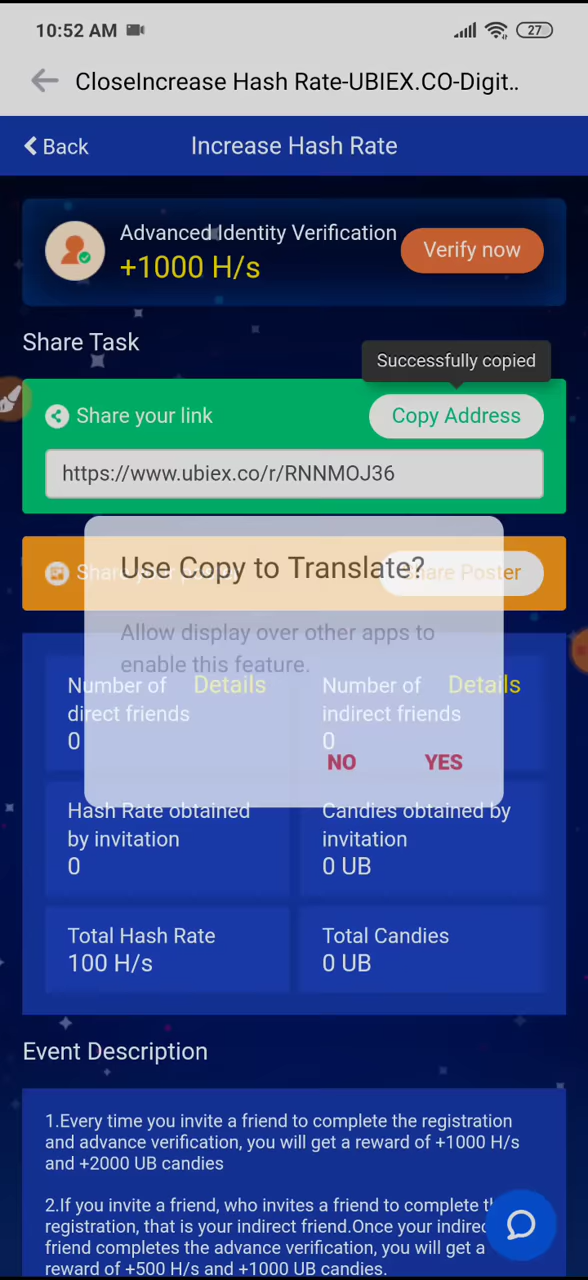 10:52 AM
27
CloseIncrease Hash Rate-UBIEX.CO-Digit..
Back
Increase Hash Rate
Advanced Identity Verification
+1000 H/s
Verify now
Share Task
Successfully copied
Share your link
Copy Address
https://www.ubiex.co/r/RNNMOJ36
Share your poster
Share Poster
Use Copy to Translate?
Allow display over other apps to
enable this feature.
NO
YES
Number of
direct friends
Details
0
Number of
indirect friends
Details
0
Hash Rate obtained
by invitation
0
Candies obtained by
invitation
0 UB
Total Hash Rate
100 H/s
Total Candies
0 UB
Event Description
1.Every time you invite a friend to complete the registration
and advance verification, you will get a reward of +1000 H/s
and +2000 UB candies
2.If you invite a friend, who invites a friend to complete
registration, that is your indirect friend.Once your
friend completes the advance verification, you will get a
reward of +500 H/s and +1000 UB candies.